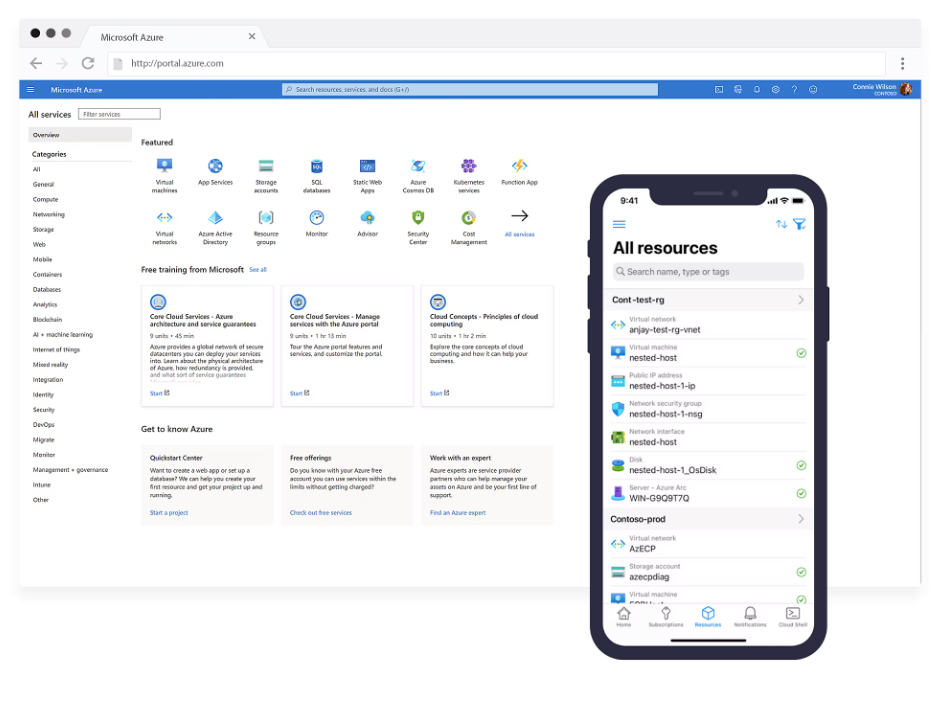 Microsoft Azure
http://portal.azure.com
Microsoft Azure
Search resources, services, and docs (G+/)
Connie Wilson
CONTOSO
All services
Filter services
Overview
Categories
All
General
Compute
Networking
Storage
Web
Mobile
Containers
Databases
Analytics
Blockchain
AI + machine learning
Internet of things
Mixed reality
Integration
Identity
Security
DevOps
Migrate
Monitor
Management + governance
Intune
Other
Featured
Virtual
machines
App Services
Storage
accounts
SQL
SQL
databases
Static Web
Apps
Azure
Cosmos DB
Kubernetes
services
Function App
Virtual
networks
Azure Active
Directory
Resource
groups
Monitor
Advisor
Security
Center
Cost
Management
All services
Free training from Microsoft See all
Core Cloud Services - Azure
architecture and service guarantees
9 units • 45 min
Azure provides a global network of secure
datacenters you can deploy your services
into. Learn about the physical architecture
of Azure, how redundancy is provided,
and what sort of service guarantees
Start
Core Cloud Services - Manage
services with the Azure portal
9 units • 1 hr 13 min
Tour the Azure portal features and
services, and customize the portal.
Start
Cloud Concepts - Principles of cloud
computing
10 units • 1 hr 2 min
Explore the core concepts of cloud
computing and how it can help your
business.
Start
Get to know Azure
Quickstart Center
Want to create a web app or set up a
database? We can help you create your
first resource and get your project up and
running.
Start a project
Free offerings
Do you know with your Azure free
account you can use services within the
limits without getting charged?
Check out free services
Work with an expert
Azure experts are service provider
partners who can help manage your
assets on Azure and be your first line of
support.
Find an Azure expert
9:41
All resources
Search name, type or tags
Cont-test-rg
Virtual network
anjay-test-rg-vnet
Virtual machine
nested-host
Public IP address
nested-host-1-ip
Network security group
nested-host-1-nsg
Network interface
nested-host
Disk
nested-host-1_OsDisk
Server - Azure Arc
WIN-G9Q9T7Q
Contoso-prod
Virtual network
AzECP
Storage account
azecpdiag
Virtual machine
Home
Subscriptions
Resources
Notifications
Cloud Shell